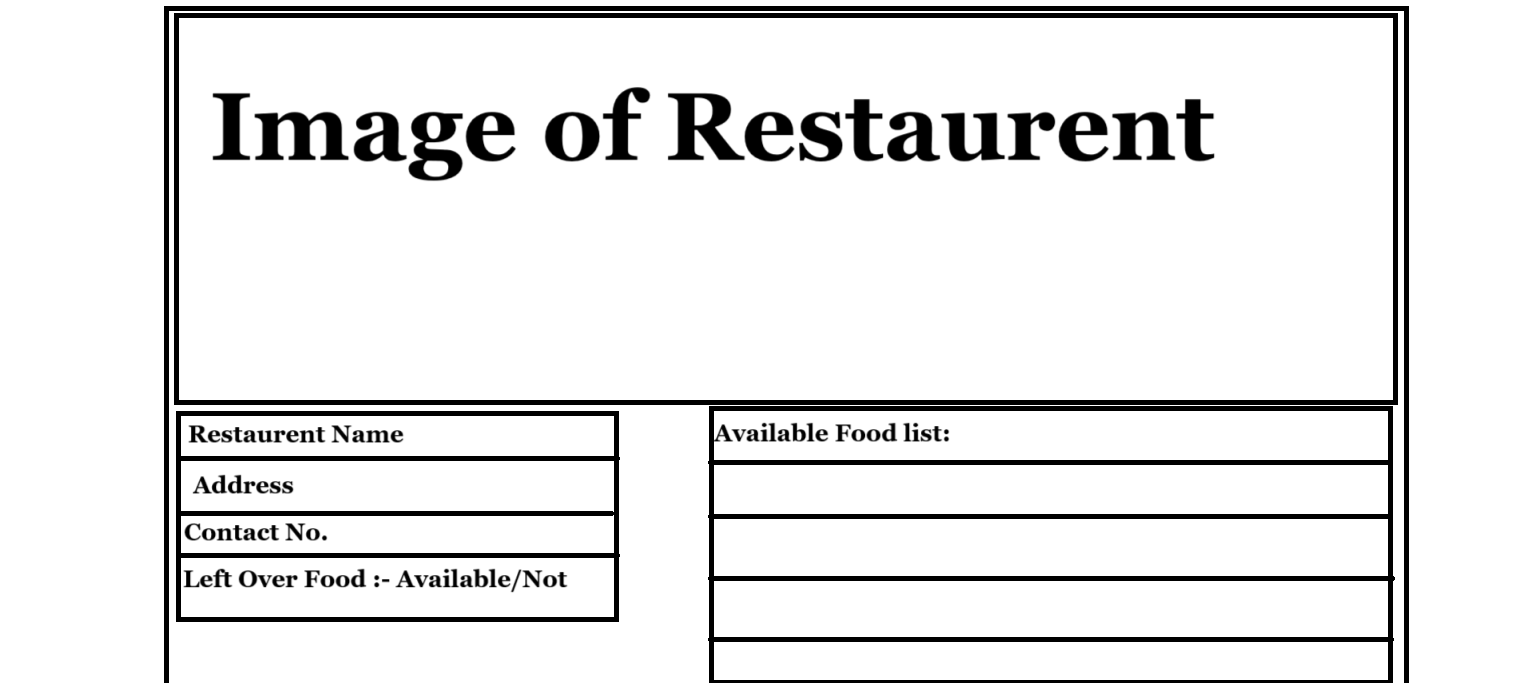 Image of Restaurent
Restaurent Name
Address
Contact No.
Left Over Food :- Available/Not
Available Food list: